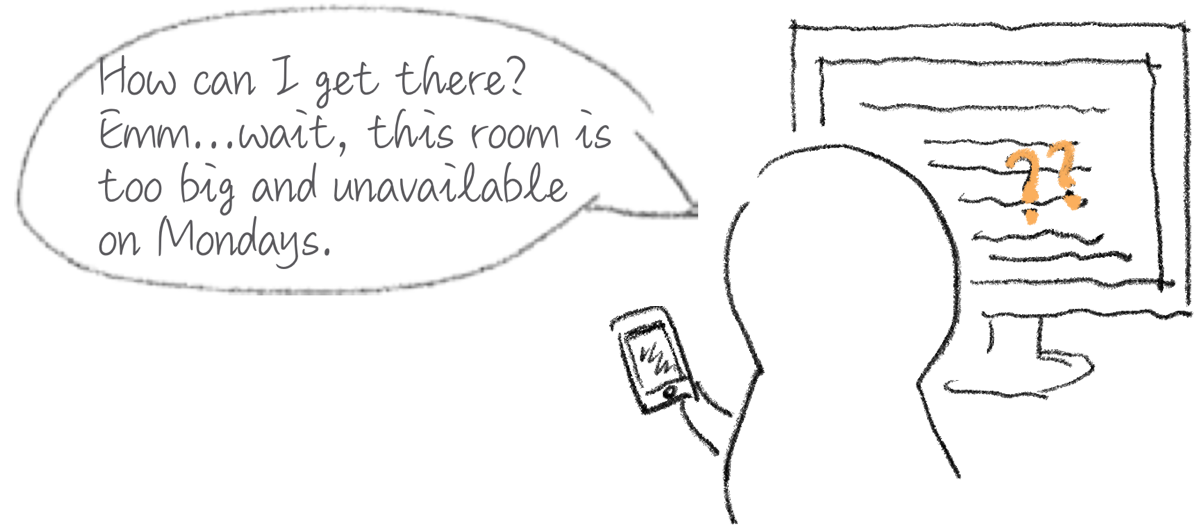 How can I get there?
Emm...wait, this room is
too big and unavailable
on Mondays.
??